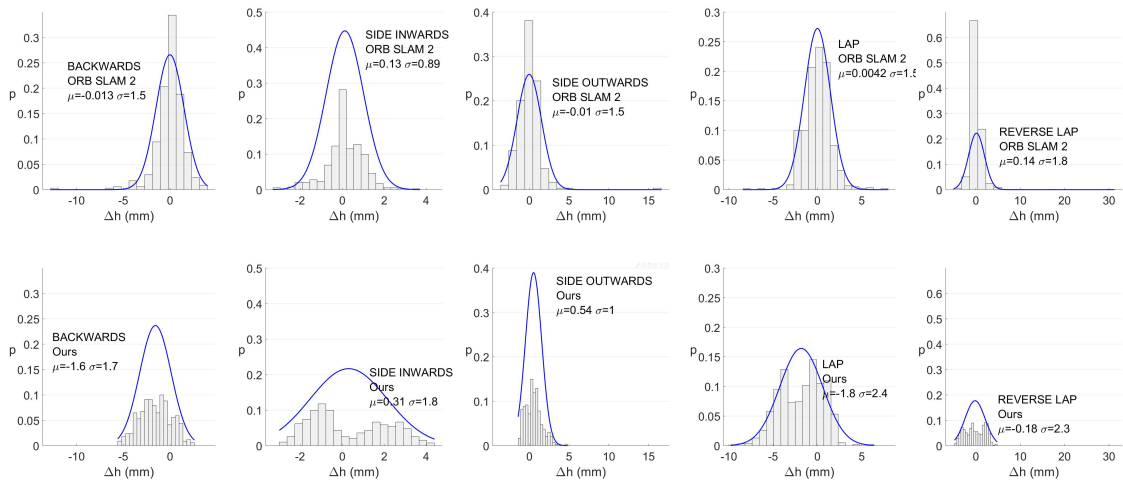 BACKWARDS
ORB SLAM 2
μ=-0.013 σ=1.5
p
0.3
0.25
0.2
0.15
0.1
0.05
0
-10 -5 0
Δh (mm)
SIDE INWARDS
ORB SLAM 2
μ=0.13 σ=0.89
p
0.5
0.4
0.3
0.2
0.1
0
-2 0 2 4
Δh (mm)
SIDE OUTWARDS
ORB SLAM 2
μ=-0.01 σ=1.5
p
0.4
0.3
0.2
0.1
0
0 5 10 15
Δh (mm)
LAP
ORB SLAM 2
μ=0.0042 σ=1.5
p
0.3
0.25
0.2
0.15
0.1
0.05
0
-10 -5 0 5
Δh (mm)
REVERSE LAP
ORB SLAM 2
μ=0.14 σ=1.8
p
0.6
0.5
0.4
0.3
0.2
0.1
0
0 10 20 30
Δh (mm)
BACKWARDS
Ours
μ=-1.6 σ=1.7
p
0.3
0.25
0.2
0.15
0.1
0.05
0
-10 -5 0
Δh (mm)
SIDE INWARDS
Ours
μ=0.31 σ=1.8
p
0.5
0.4
0.3
0.2
0.1
0
-2 0 2 4
Δh (mm)
SIDE OUTWARDS
Ours
μ=0.54 σ=1
p
0.4
0.3
0.2
0.1
0
0 5 10 15
Δh (mm)
LAP
Ours
μ=-1.8 σ=2.4
p
0.3
0.25
0.2
0.15
0.1
0.05
0
-10 -5 0 5
Δh (mm)
REVERSE LAP
Ours
μ=-0.18 σ=2.3
p
0.6
0.5
0.4
0.3
0.2
0.1
0
0 10 20 30
Δh (mm)